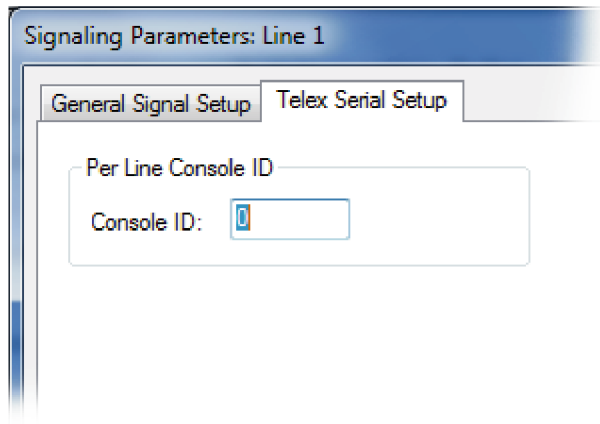 Signaling Parameters: Line 1
General Signal Setup Telex Serial Setup
Per Line Console ID
Console ID: 0